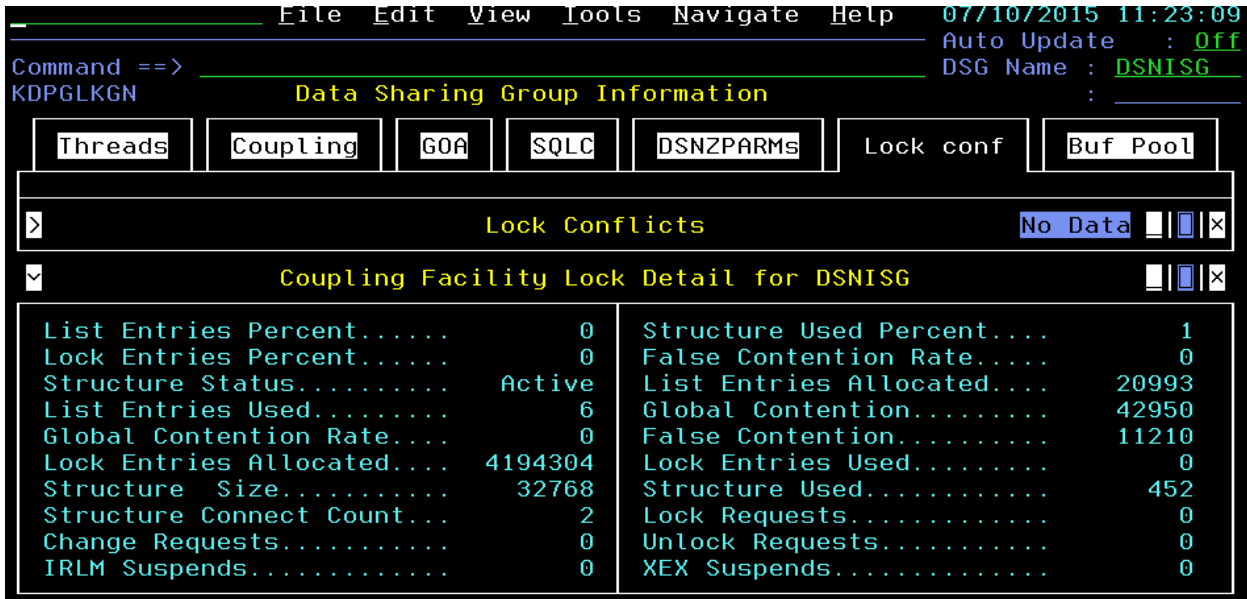 _ File Edit View Tools Navigate Help 07/10/2015 11:23:09
Auto Update : Off
Command ==> DSG Name : DSNISG
KDPGLKGN Data Sharing Group Information :
Threads Coupling GOA SQLC DSNZPARMs Lock conf Buf Pool
> Lock Conflicts No Data _ | | ×
˅ Coupling Facility Lock Detail for DSNISG _ | | ×
List Entries Percent...... 0 Structure Used Percent.... 1
Lock Entries Percent...... 0 False Contention Rate..... 0
Structure Status.......... Active List Entries Allocated.... 20993
List Entries Used......... 6 Global Contention......... 42950
Global Contention Rate.... 0 False Contention.......... 11210
Lock Entries Allocated.... 4194304 Lock Entries Used......... 0
Structure  Size........... 32768 Structure Used............ 452
Structure Connect Count... 2 Lock Requests............. 0
Change Requests........... 0 Unlock Requests........... 0
IRLM Suspends............. 0 XEX Suspends.............. 0